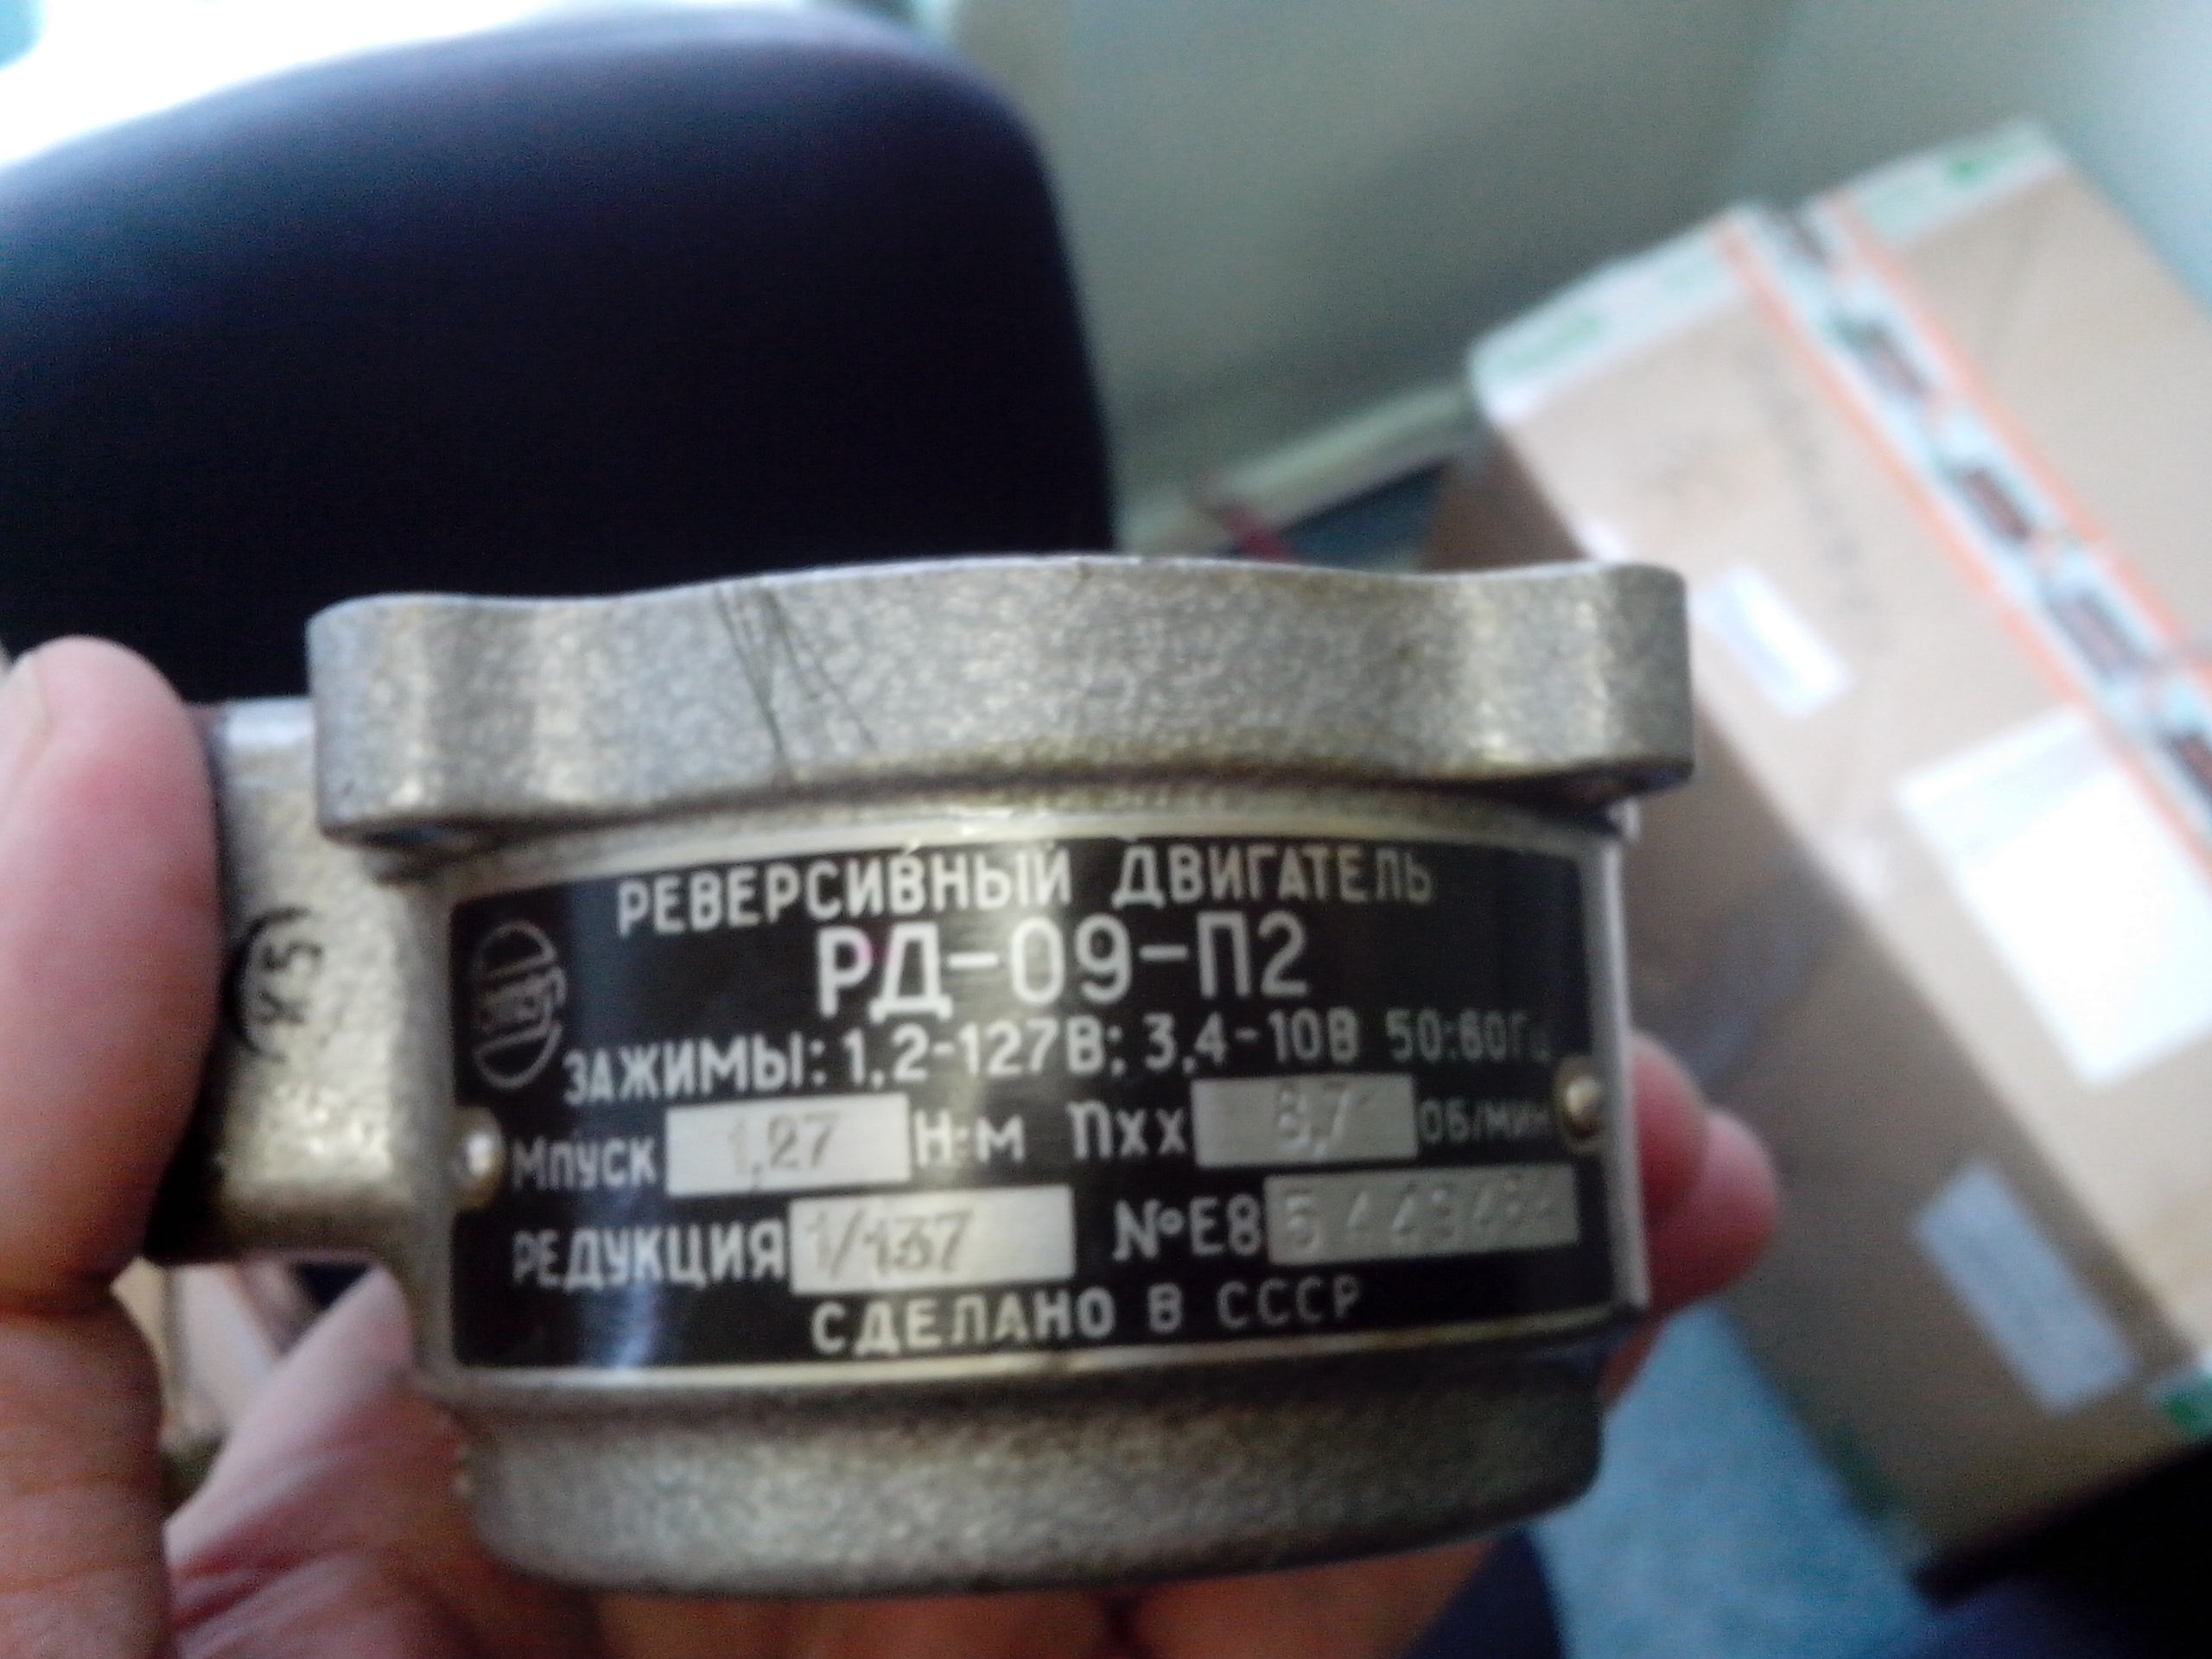 РЕВЕРСИВНЫЙ ДВИГАТЕЛЬ
РД-09-П2
ЗАЖИМЫ: 1,2-127В; 3,4-10В 50:60Гц
Мпуск 1,27 Н·м nхх 8,7 ОБ/МИН
РЕДУКЦИЯ 1/137 №Е8
СДЕЛАНО В СССР